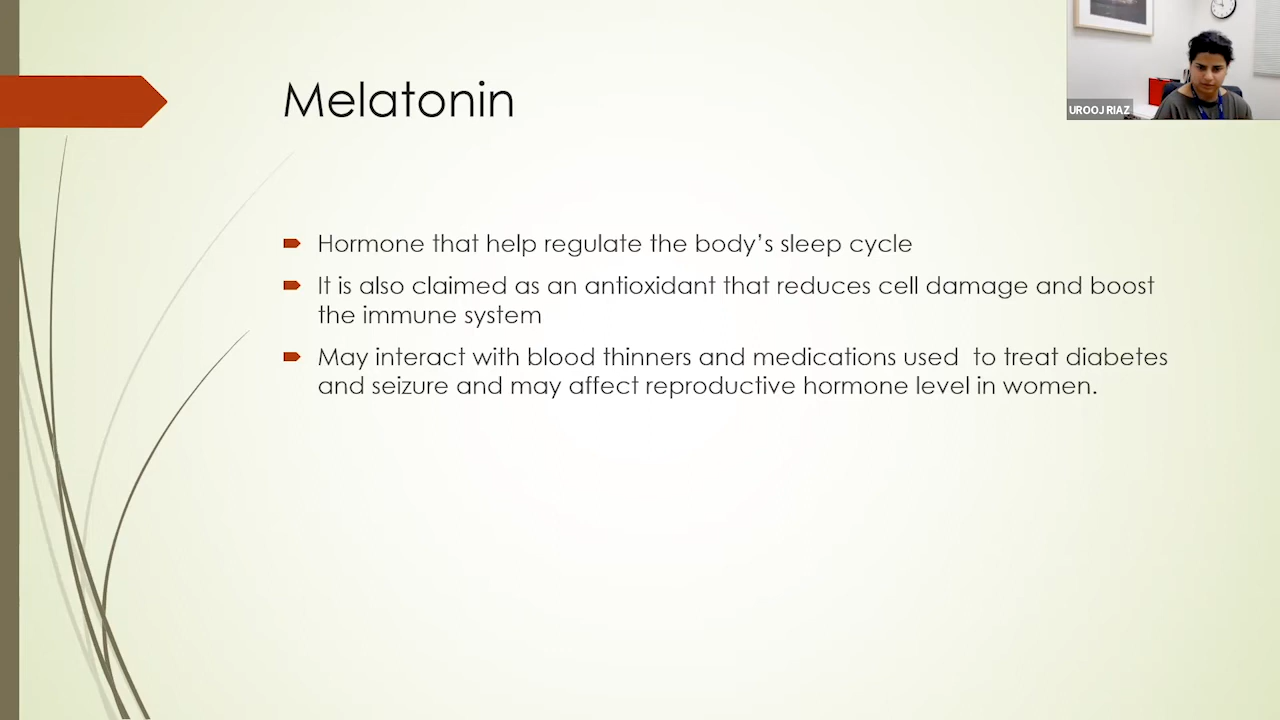 Melatonin
UROOJ RIAZ
Hormone that help regulate the body's sleep cycle
It is also claimed as an antioxidant that reduces cell damage and boost
the immune system
May interact with blood thinners and medications used  to treat diabetes
and seizure and may affect reproductive hormone level in women.